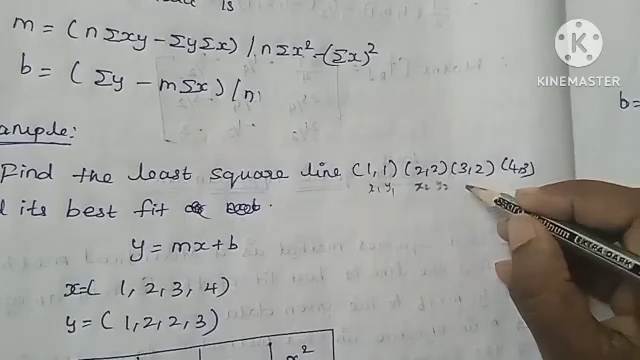 is
m = (nΣxy - ΣyΣx) / nΣx² - (Σx)²
b = (Σy - mΣx) / n
KINEMASTER
b=
ample:
Find the least square line (1,1) (2,2) (3,2) (4,3)
x₁ y₁ x₂ y₂
its best fit
y = mx + b
x = ( 1, 2, 3, 4)
y = ( 1, 2, 2, 3)
x²